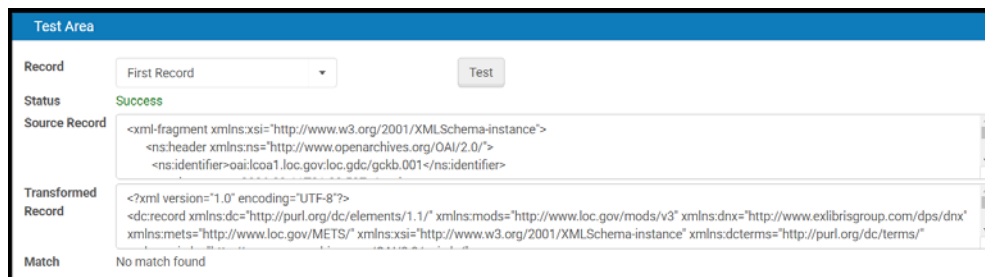 Test Area
Record First Record Test
Status Success
Source Record <xml-fragment xmlns:xsi="http://www.w3.org/2001/XMLSchema-instance">
<ns:header xmlns:ns="http://www.openarchives.org/OAI/2.0/">
<ns:identifier>oai:lcoa1.loc.gov:loc.gdc/gckb.001</ns:identifier>
Transformed Record <?xml version="1.0" encoding="UTF-8"?>
<dc:record xmlns:dc="http://purl.org/dc/elements/1.1/" xmlns:mods="http://www.loc.gov/mods/v3" xmlns:dnx="http://www.exlibrisgroup.com/dps/dnx"
xmlns:mets="http://www.loc.gov/METS/" xmlns:xsi="http://www.w3.org/2001/XMLSchema-instance" xmlns:dcterms="http://purl.org/dc/terms/"
Match No match found